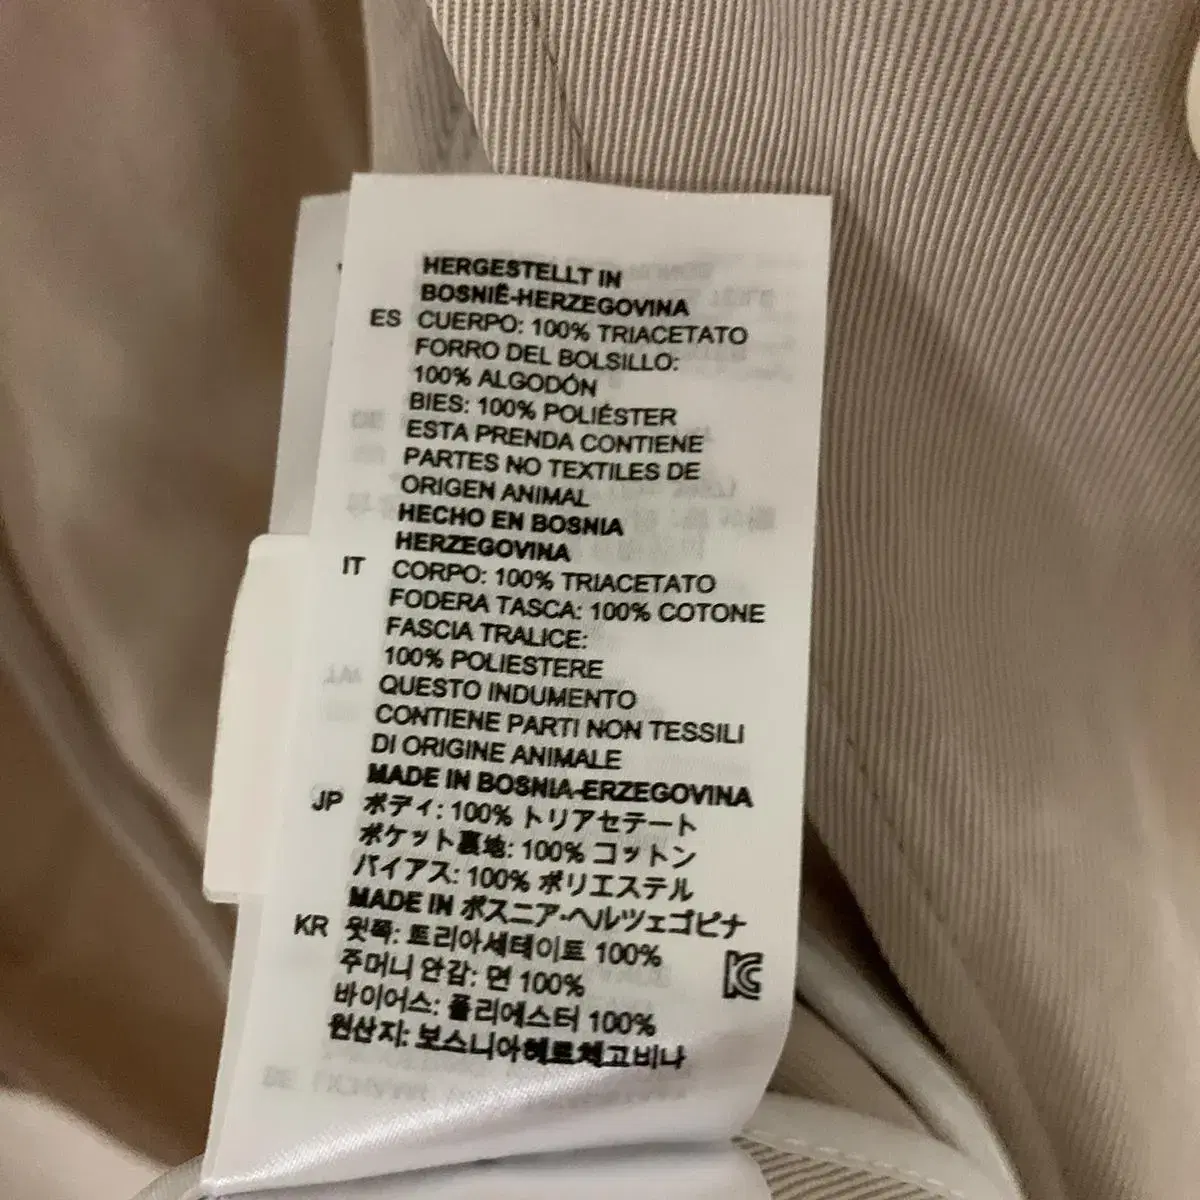 HERGESTELLT IN
BOSNIË-HERZEGOVINA
ES CUERPO: 100% TRIACETATO
FORRO DEL BOLSILLO:
100% ALGODÓN
BIES: 100% POLIÉSTER
ESTA PRENDA CONTIENE
PARTES NO TEXTILES DE
ORIGEN ANIMAL
HECHO EN BOSNIA
HERZEGOVINA
IT CORPO: 100% TRIACETATO
FODERA TASCA: 100% COTONE
FASCIA TRALICE:
100% POLIESTERE
QUESTO INDUMENTO
CONTIENE PARTI NON TESSILI
DI ORIGINE ANIMALE
MADE IN BOSNIA-ERZEGOVINA
JP ボディ: 100% トリアセテート
ポケット裏地: 100% コットン
バイアス: 100% ポリエステル
MADE IN ボスニア·ヘルツェゴビナ
KR 윗쪽: 트리아세테이트 100%
주머니 안감: 면 100%
바이어스: 폴리에스터 100%
원산지: 보스니아헤르체고비나
KC